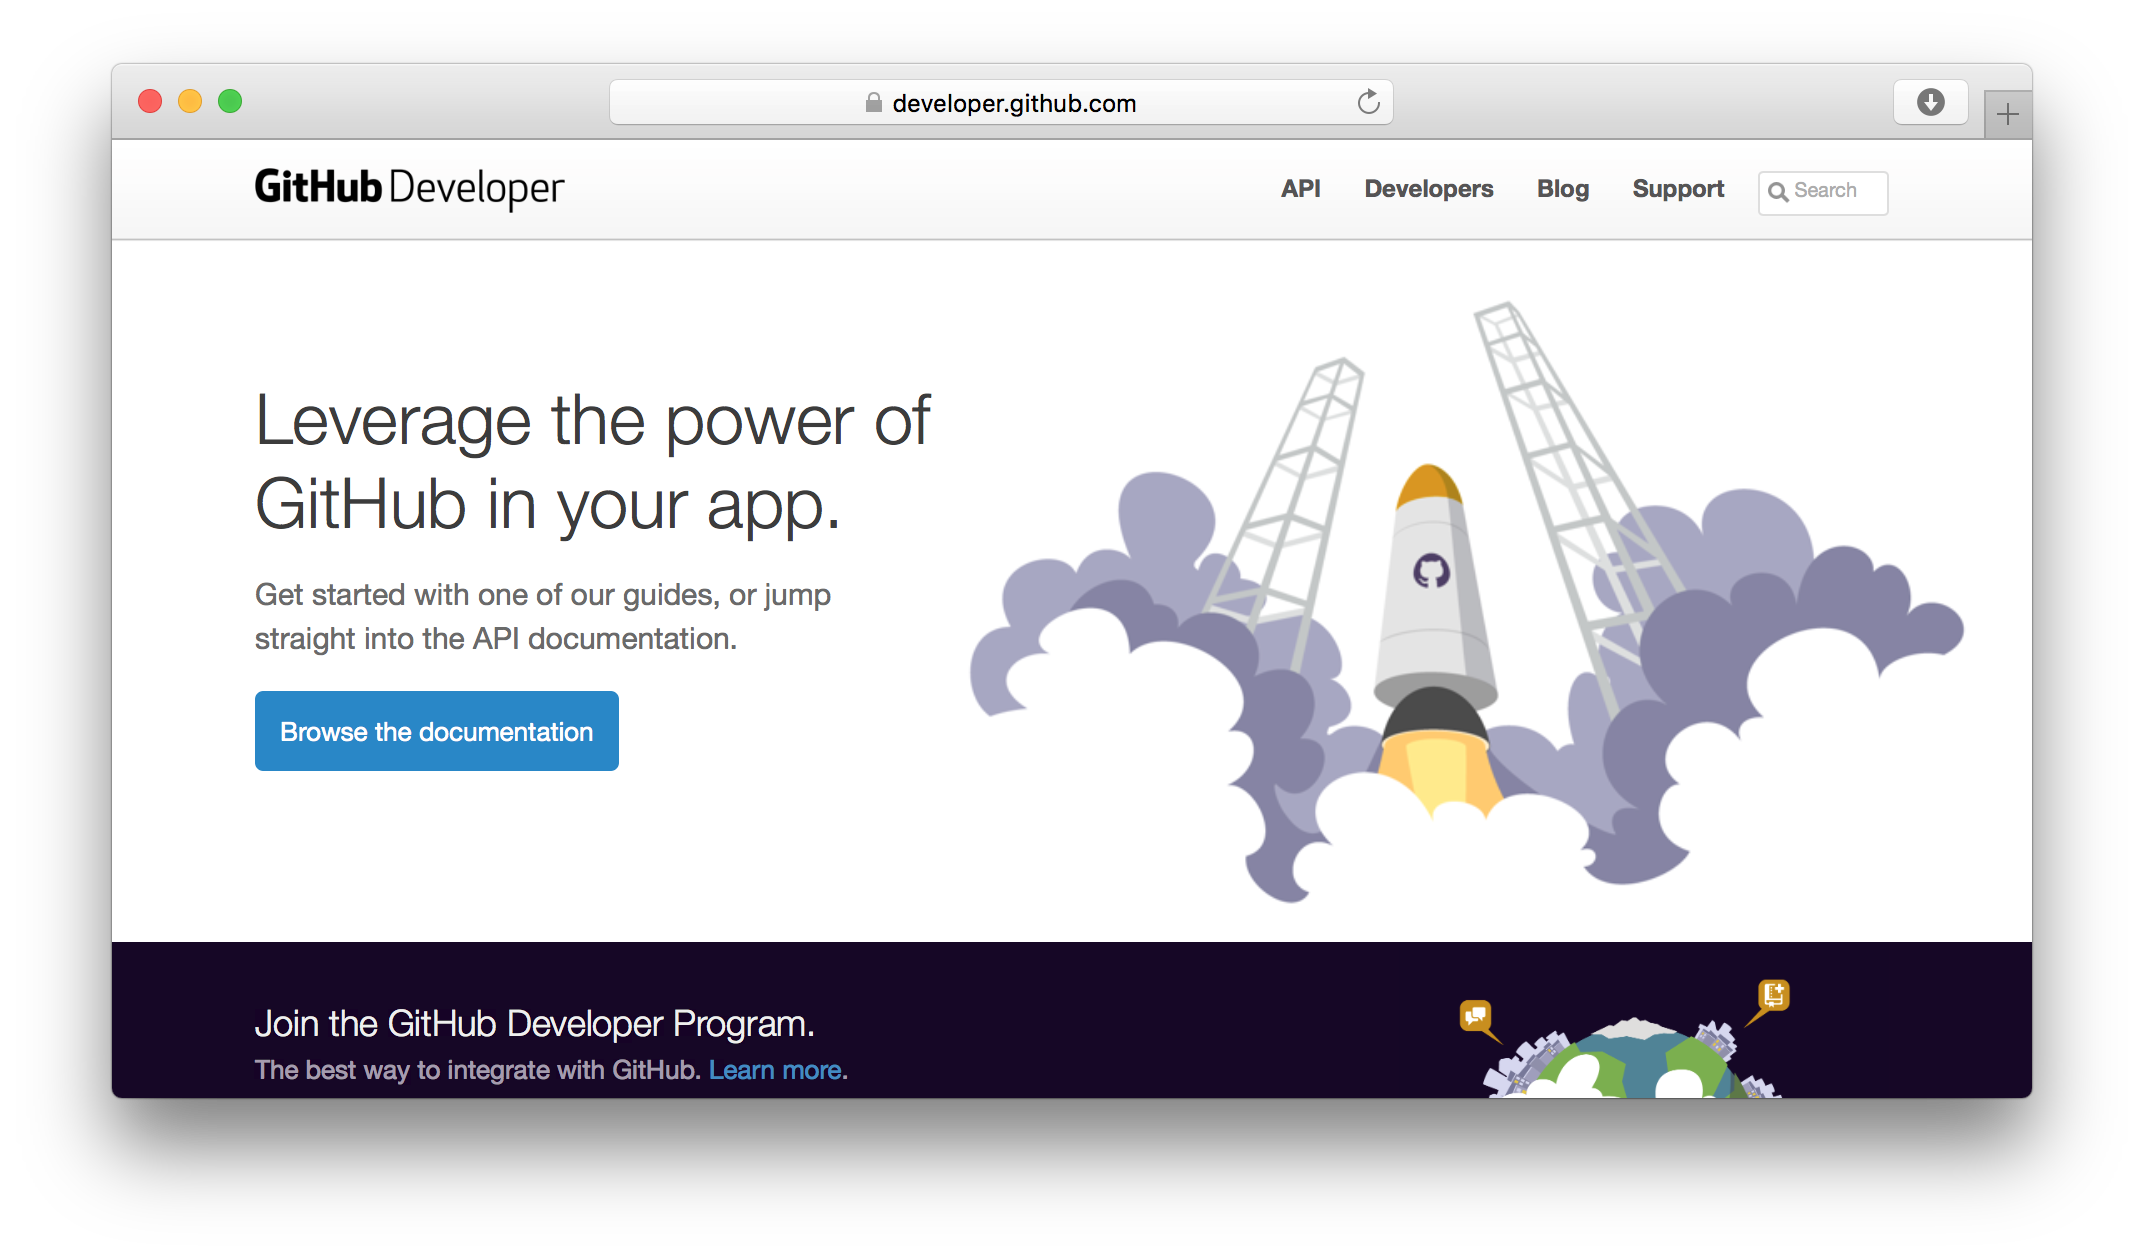 developer.github.com
GitHub Developer
API Developers Blog Support Search
Leverage the power of
GitHub in your app.
Get started with one of our guides, or jump
straight into the API documentation.
Browse the documentation
Join the GitHub Developer Program.
The best way to integrate with GitHub. Learn more.